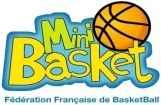 Mini
Basket
Fédération Française de BasketBall